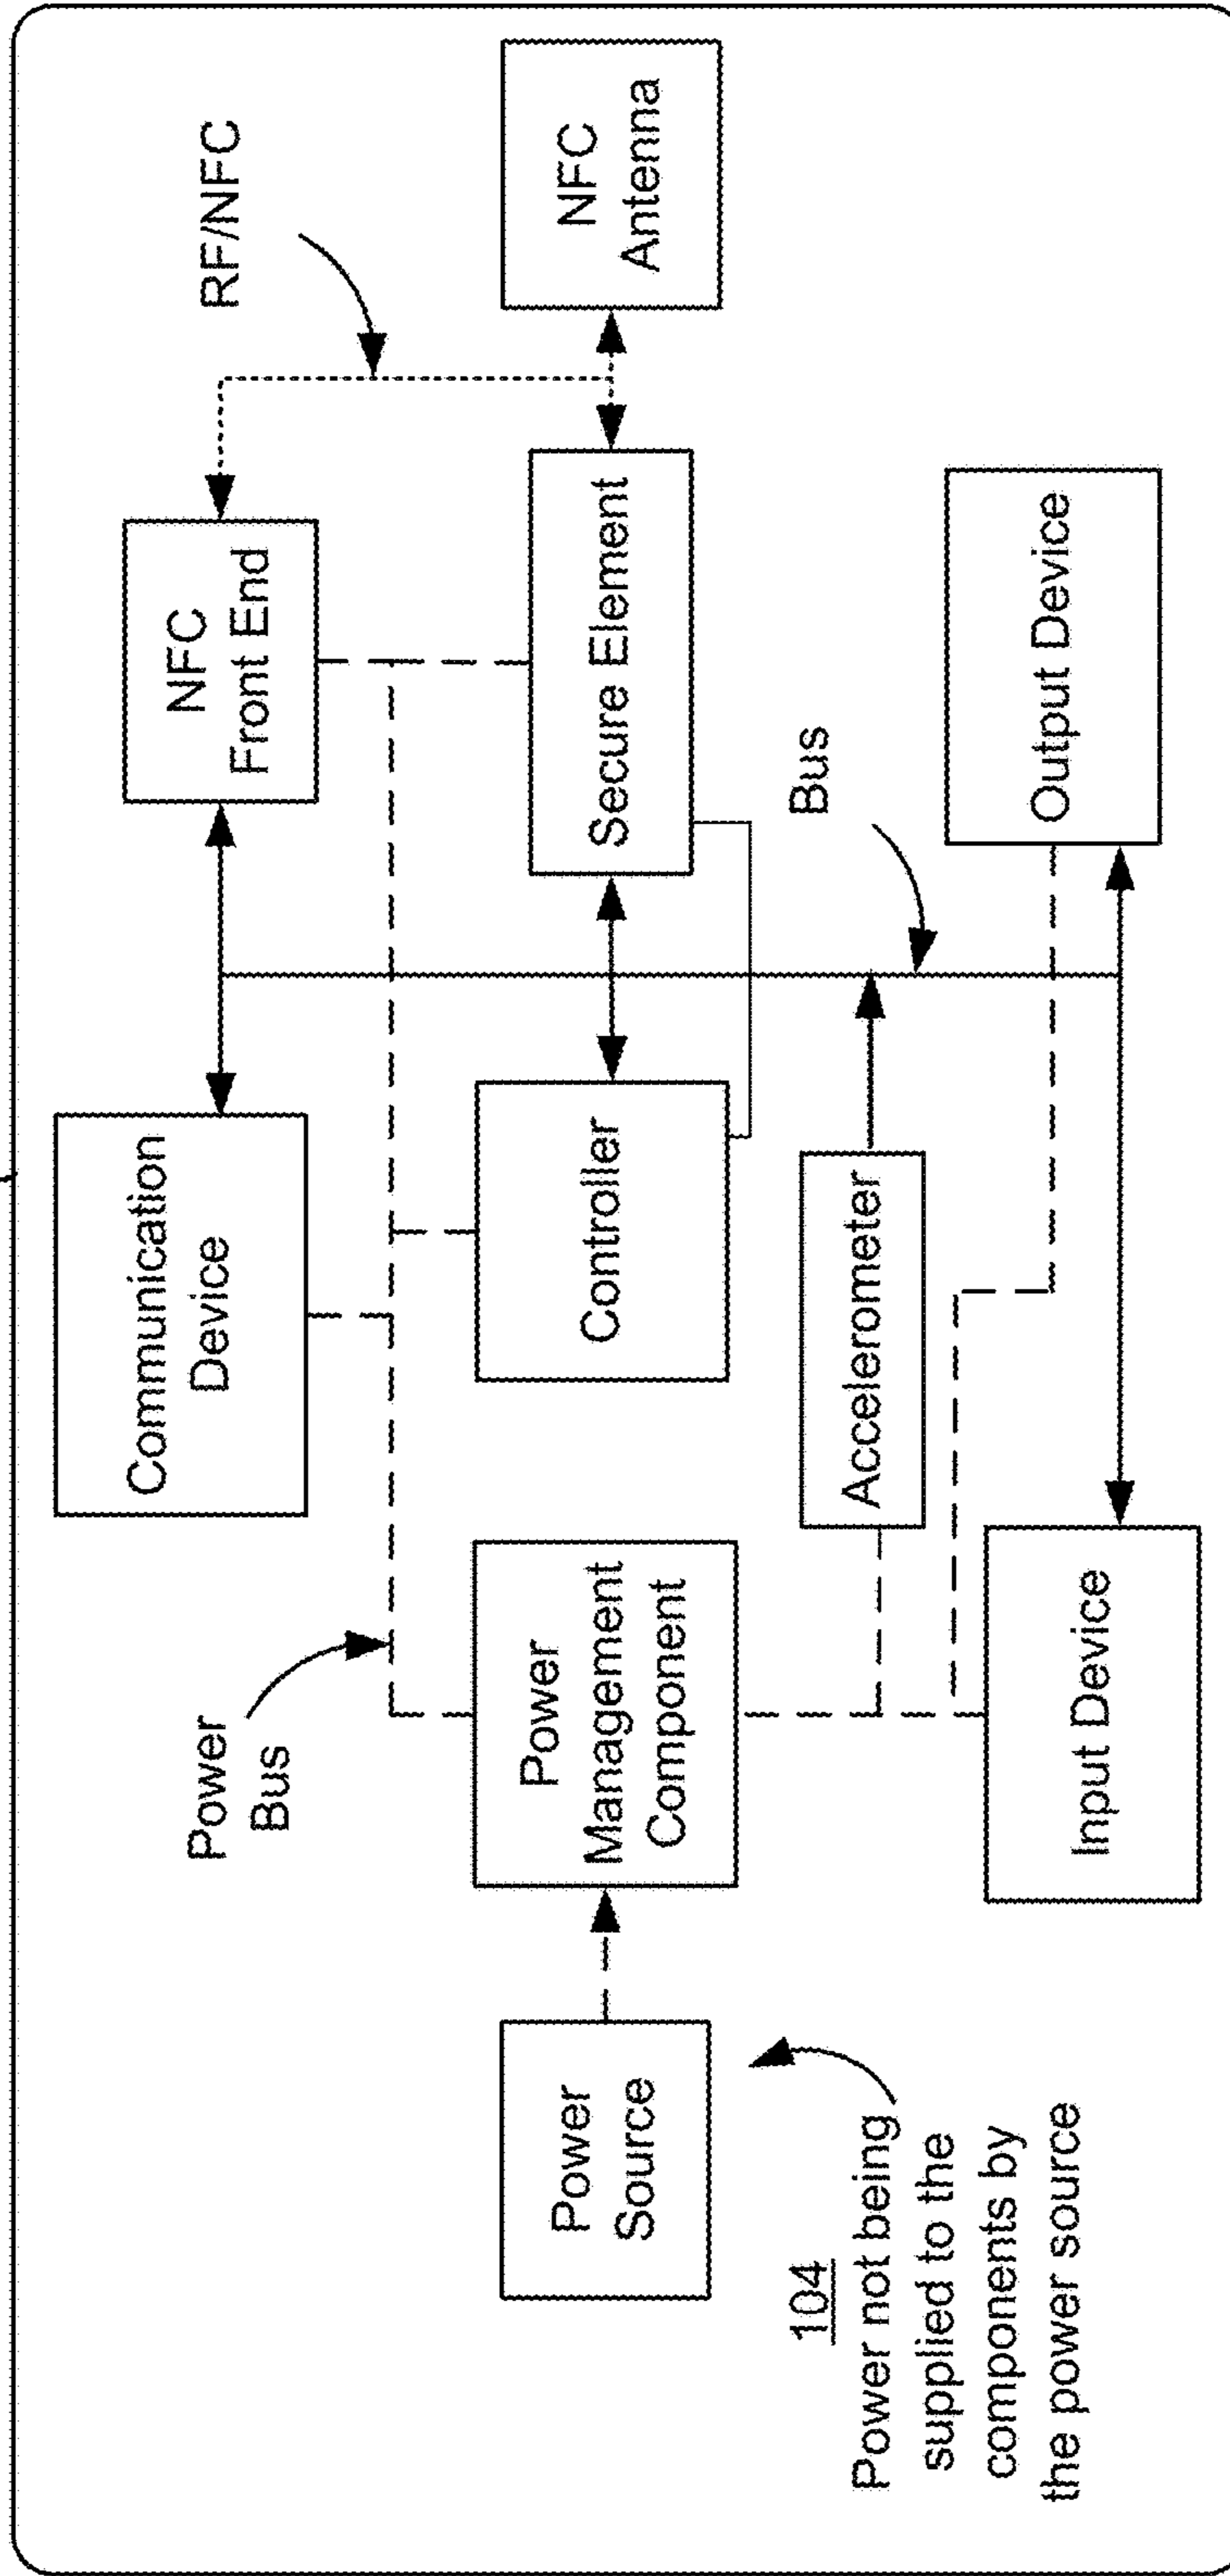 Communication
Device
NFC
Front End
RF/NFC
Power
Bus
Power
Source
Power
Management
Component
Controller
Secure Element
NFC
Antenna
104
Power not being
supplied to the
components by
the power source
Accelerometer
Bus
Input Device
Output Device